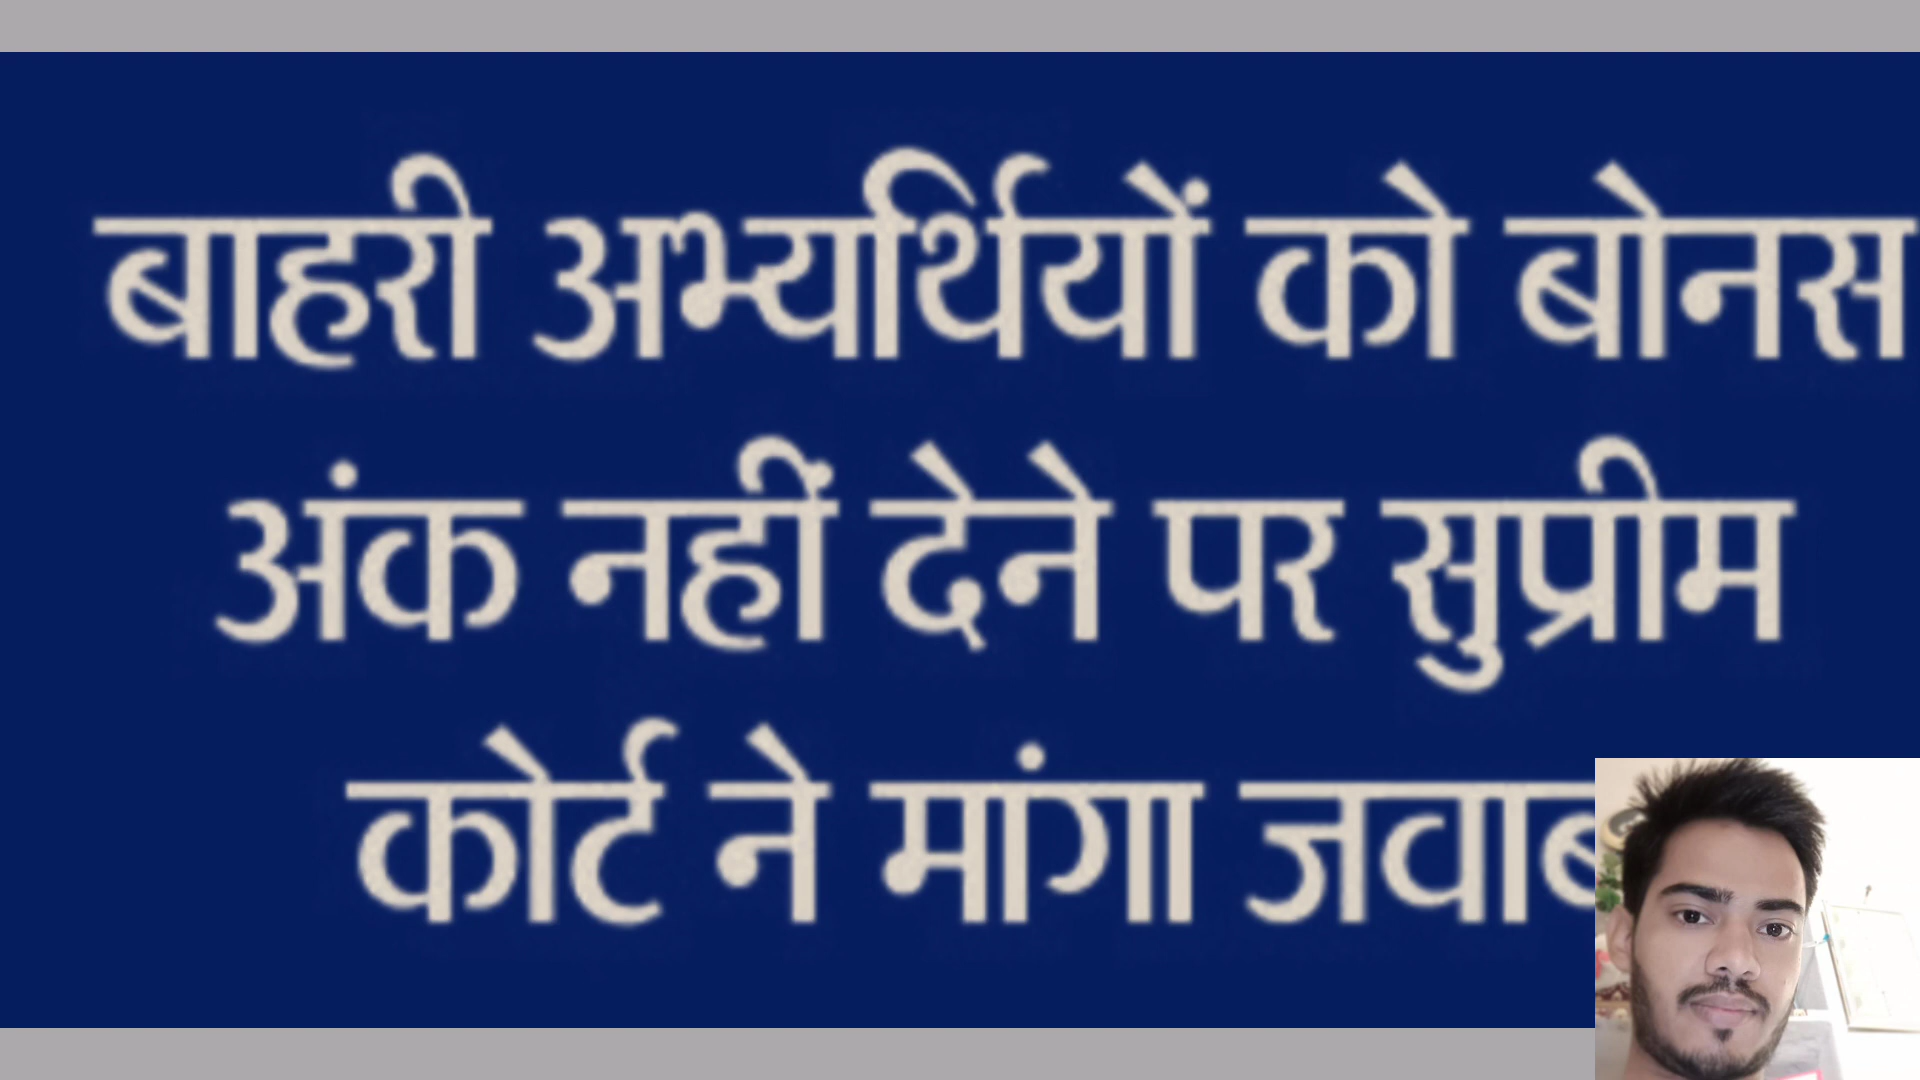 बाहरी अभ्यर्थियों को बोनस
अंक नहीं देने पर सुप्रीम
कोर्ट ने मांगा जवाब